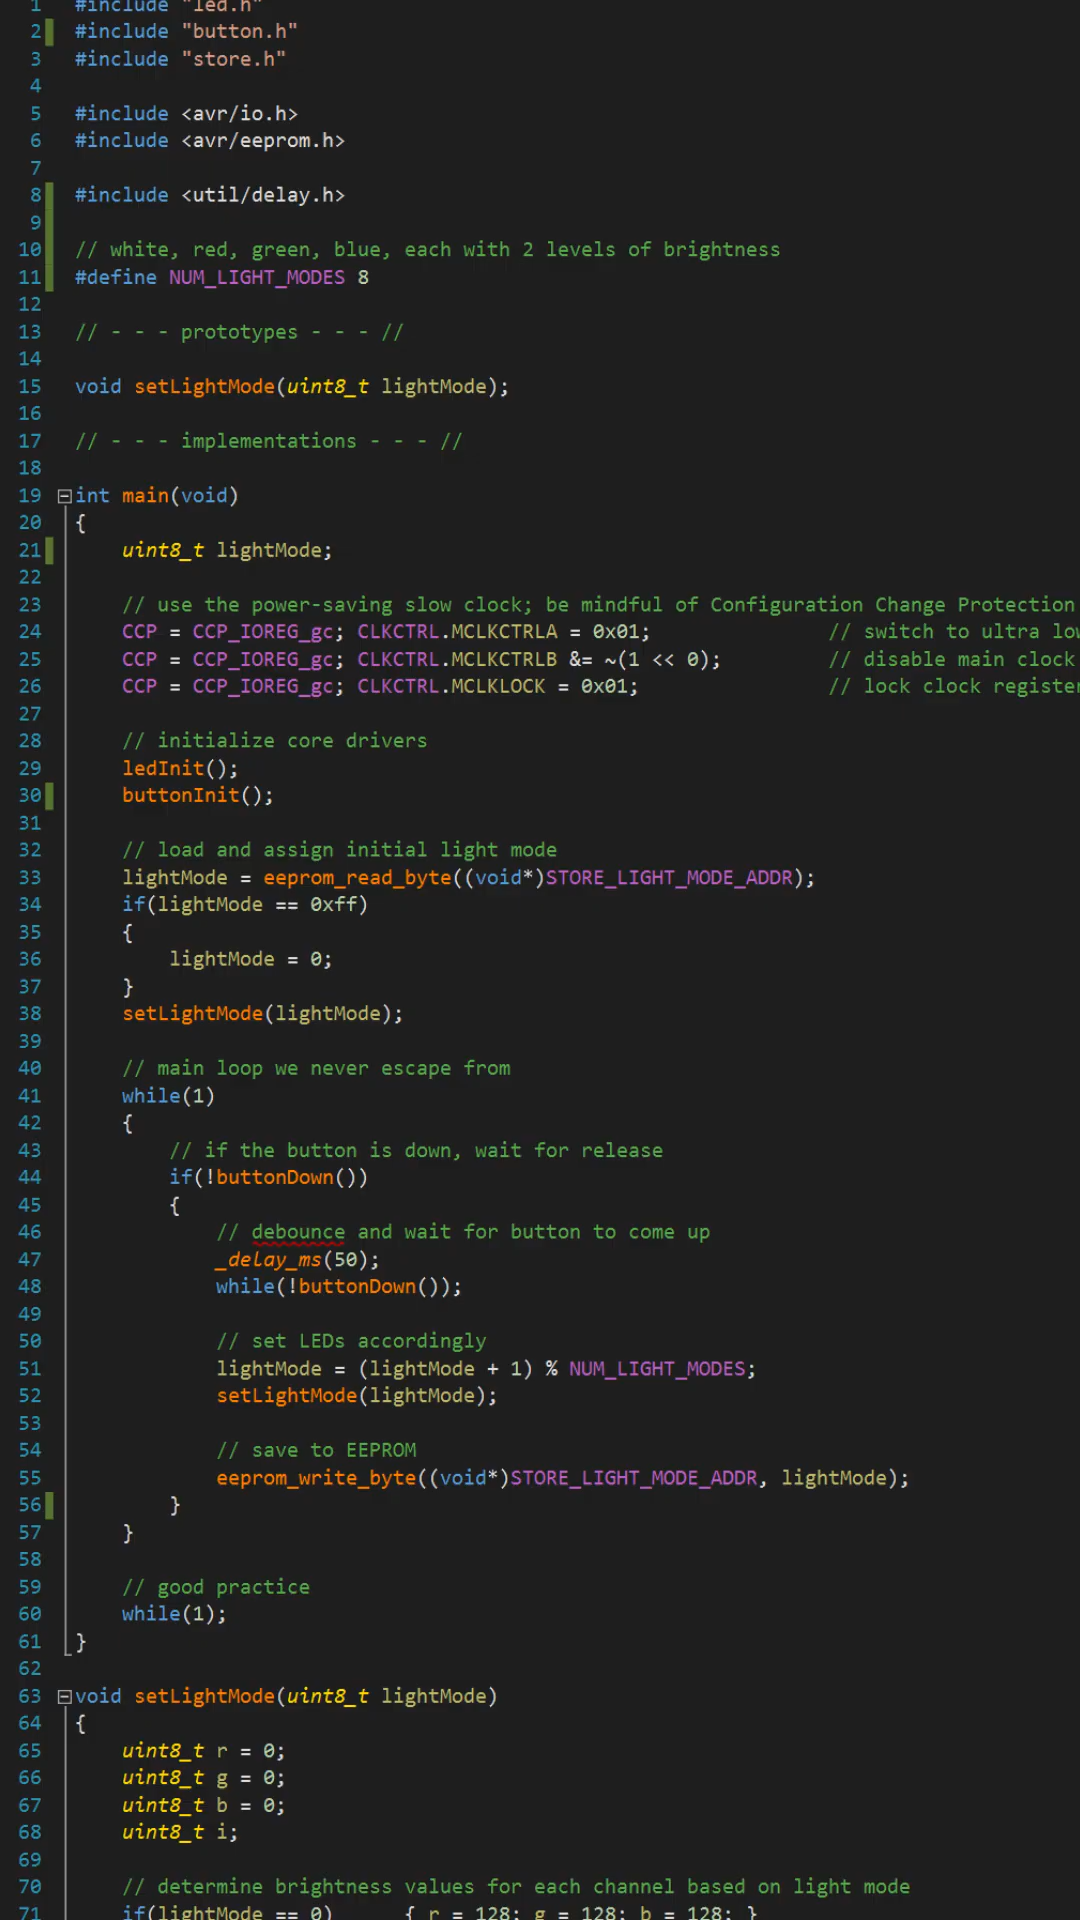 1 #include "led.h"
2 #include "button.h"
3 #include "store.h"
4
5 #include <avr/io.h>
6 #include <avr/eeprom.h>
7
8 #include <util/delay.h>
9
10 // white, red, green, blue, each with 2 levels of brightness
11 #define NUM_LIGHT_MODES 8
12
13 // - - - prototypes - - - //
14
15 void setLightMode(uint8_t lightMode);
16
17 // - - - implementations - - - //
18
19 int main(void)
20 {
21 uint8_t lightMode;
22
23 // use the power-saving slow clock; be mindful of Configuration Change Protection
24 CCP = CCP_IOREG_gc; CLKCTRL.MCLKCTRLA = 0x01; // switch to ultra
25 CCP = CCP_IOREG_gc; CLKCTRL.MCLKCTRLB &= ~(1 << 0); // disable main clock
26 CCP = CCP_IOREG_gc; CLKCTRL.MCLKLOCK = 0x01; // lock clock register
27
28 // initialize core drivers
29 ledInit();
30 buttonInit();
31
32 // load and assign initial light mode
33 lightMode = eeprom_read_byte((void*)STORE_LIGHT_MODE_ADDR);
34 if(lightMode == 0xff)
35 {
36 lightMode = 0;
37 }
38 setLightMode(lightMode);
39
40 // main loop we never escape from
41 while(1)
42 {
43 // if the button is down, wait for release
44 if(!buttonDown())
45 {
46 // debounce and wait for button to come up
47 _delay_ms(50);
48 while(!buttonDown());
49
50 // set LEDs accordingly
51 lightMode = (lightMode + 1) % NUM_LIGHT_MODES;
52 setLightMode(lightMode);
53
54 // save to EEPROM
55 eeprom_write_byte((void*)STORE_LIGHT_MODE_ADDR, lightMode);
56 }
57 }
58
59 // good practice
60 while(1);
61 }
62
63 void setLightMode(uint8_t lightMode)
64 {
65 uint8_t r = 0;
66 uint8_t g = 0;
67 uint8_t b = 0;
68 uint8_t i;
69
70 // determine brightness values for each channel based on light mode
71 if(lightMode == 0) { r = 128; g = 128; b = 128; }